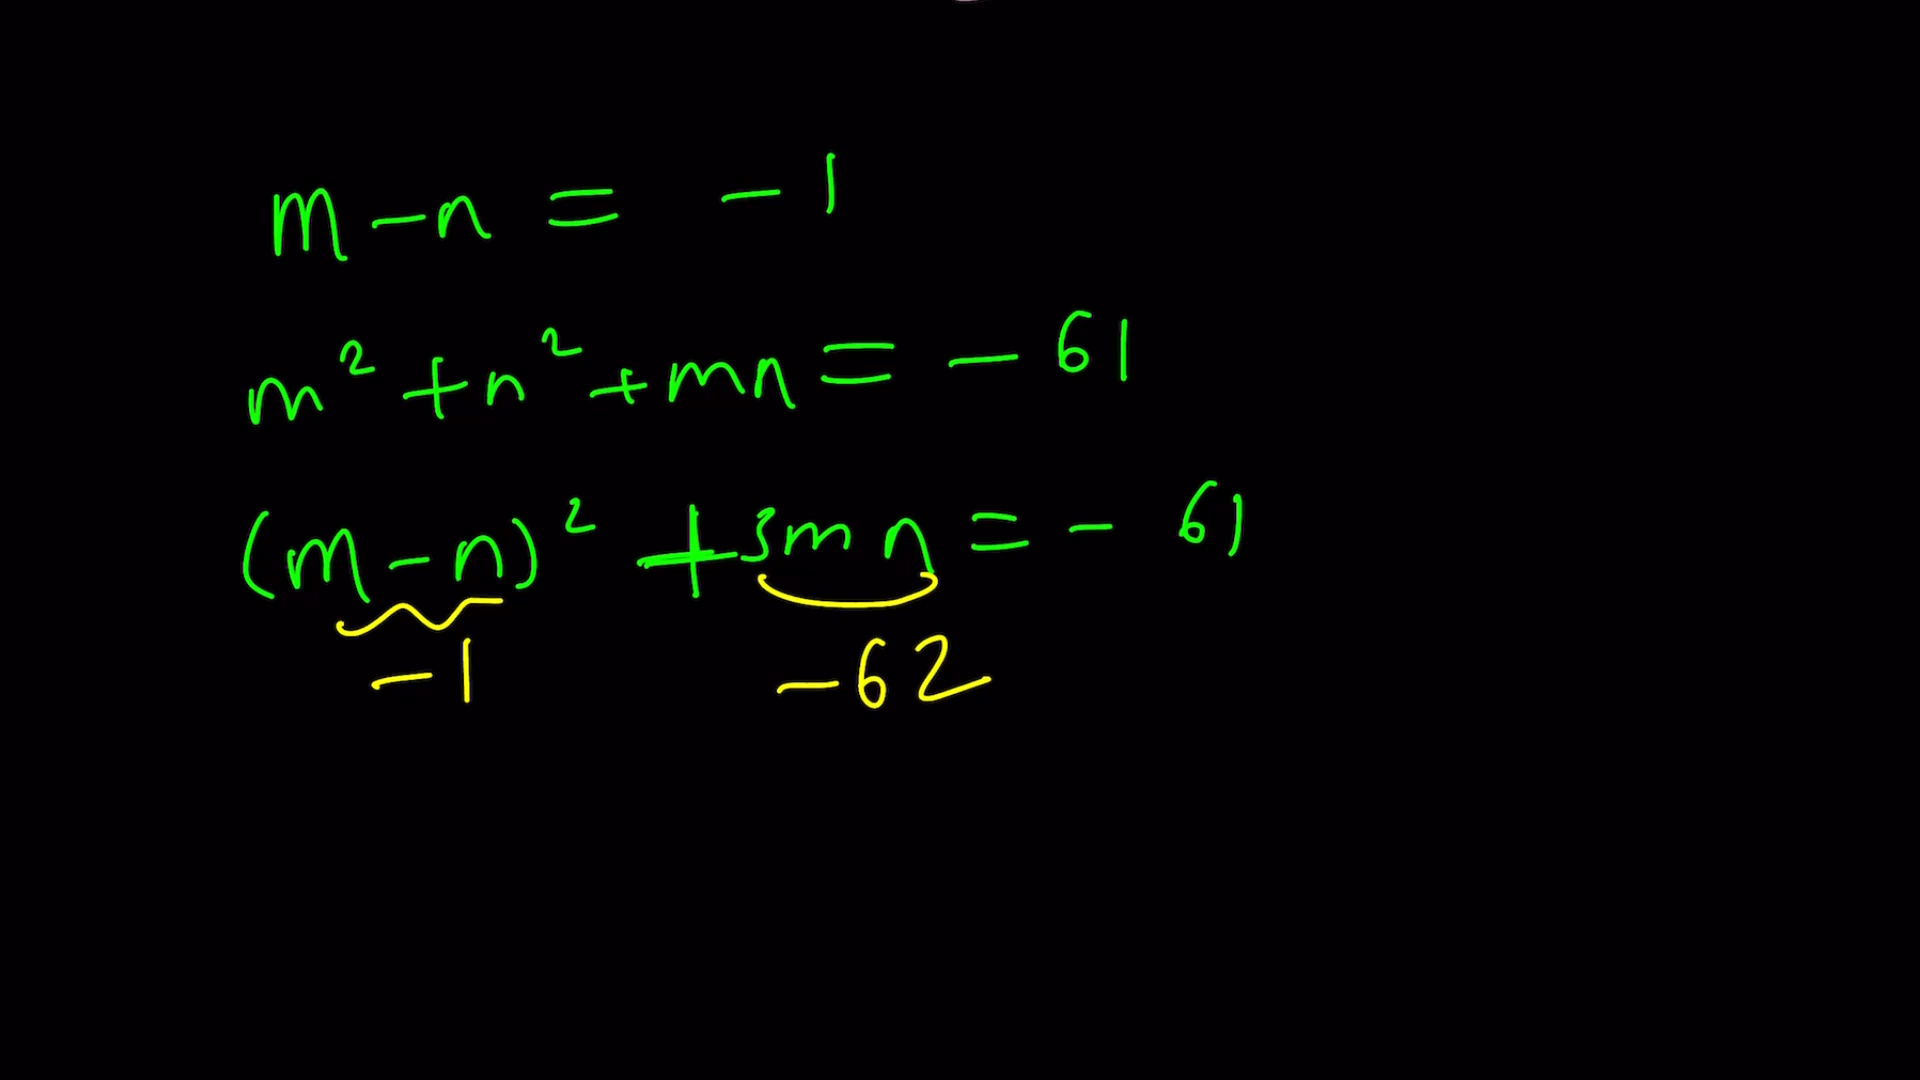 m - n = - 1
m² + n² + mn = - 61
(m - n)² + 3mn = - 61
-1 -62